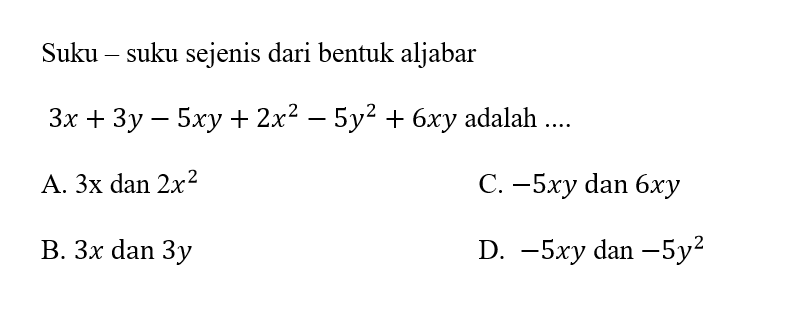 Suku – suku sejenis dari bentuk aljabar
3x + 3y − 5xy + 2x² − 5y² + 6xy adalah ....
A. 3x dan 2x²
C. −5xy dan 6xy
B. 3x dan 3y
D. −5xy dan −5y²